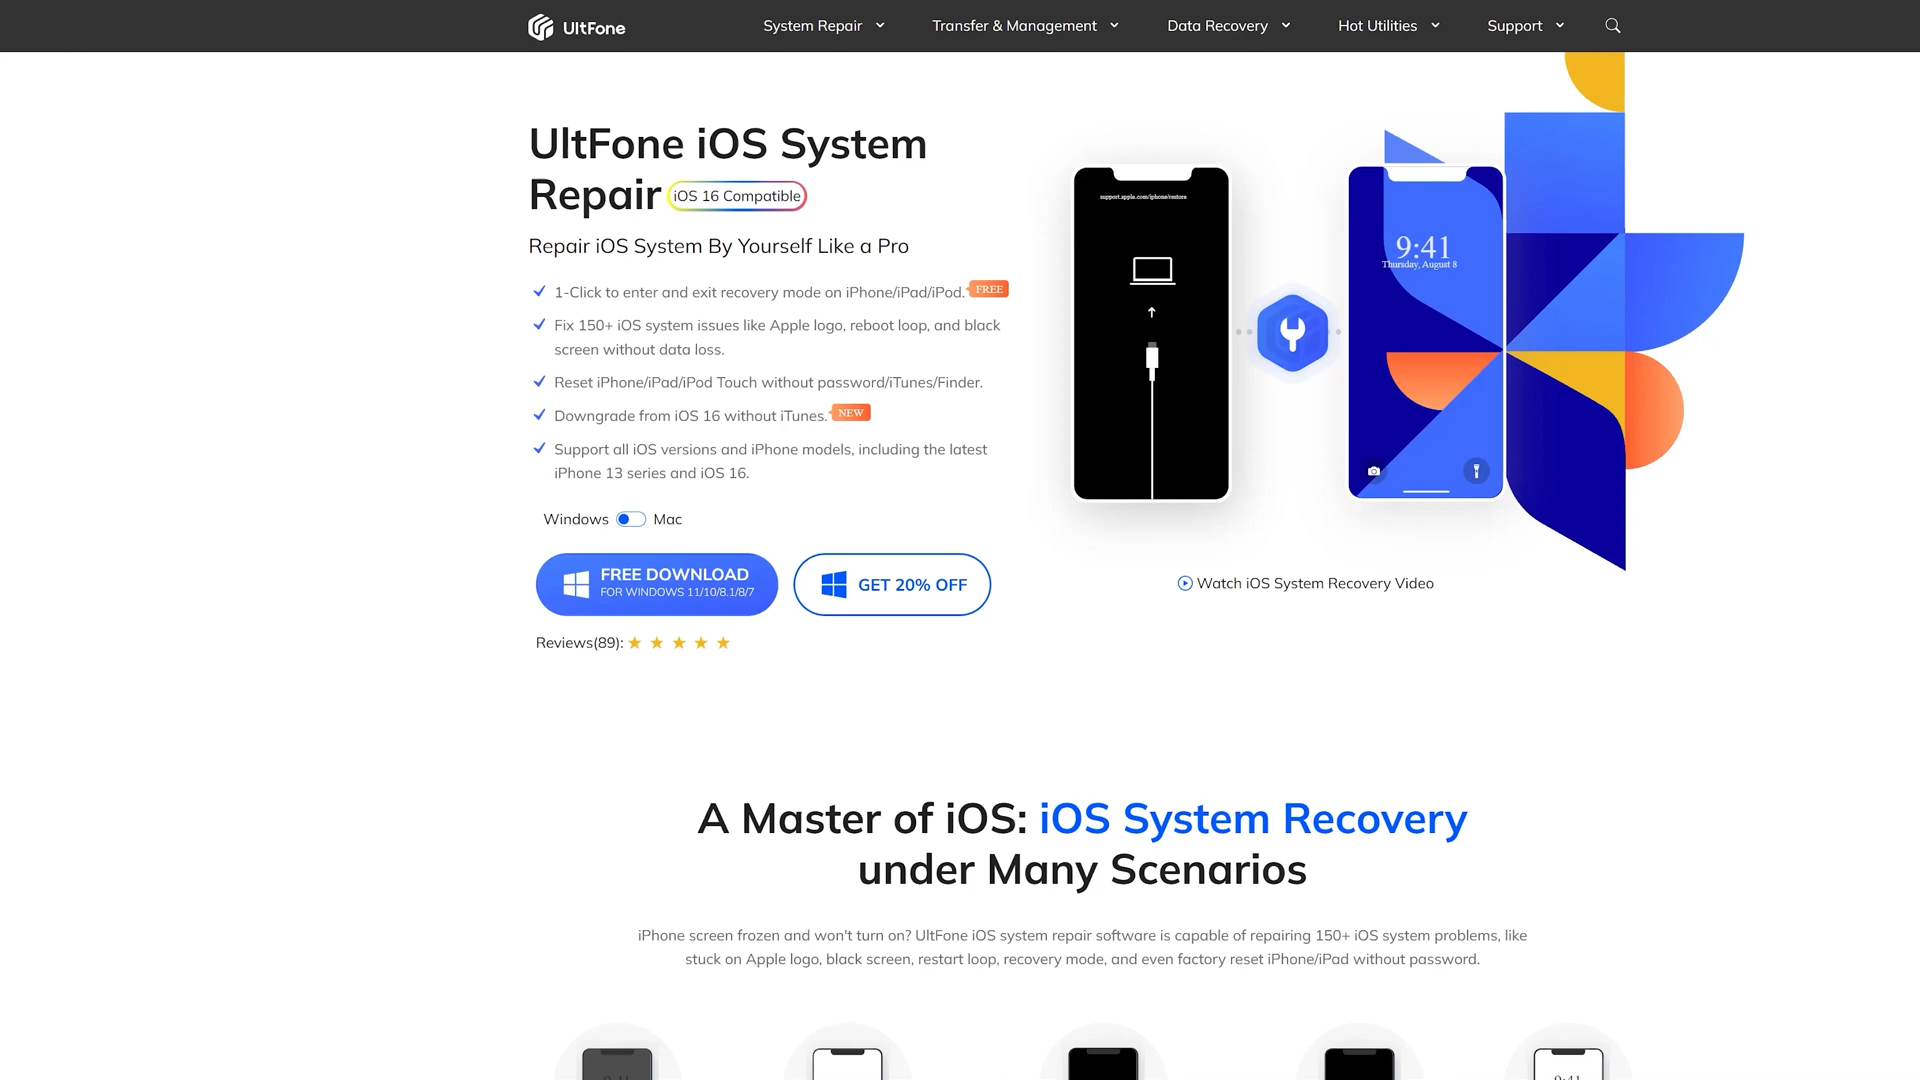 UltFone
System Repair
Transfer & Management
Data Recovery
Hot Utilities
Support
UltFone iOS System
Repair iOS 16 Compatible
Repair iOS System By Yourself Like a Pro
1-Click to enter and exit recovery mode on iPhone/iPad/iPod. FREE
Fix 150+ iOS system issues like Apple logo, reboot loop, and black
screen without data loss.
Reset iPhone/iPad/iPod Touch without password/iTunes/Finder.
Downgrade from iOS 16 without iTunes. NEW
Support all iOS versions and iPhone models, including the latest
iPhone 13 series and iOS 16.
Windows Mac
FREE DOWNLOAD
FOR WINDOWS 11/10/8.1/8/7
GET 20% OFF
Reviews(89):
support.apple.com/iphone/restore
9:41
Thursday, August 8
Watch iOS System Recovery Video
A Master of iOS: iOS System Recovery
under Many Scenarios
iPhone screen frozen and won't turn on? UltFone iOS system repair software is capable of repairing 150+ iOS system problems, like
stuck on Apple logo, black screen, restart loop, recovery mode, and even factory reset iPhone/iPad without password.